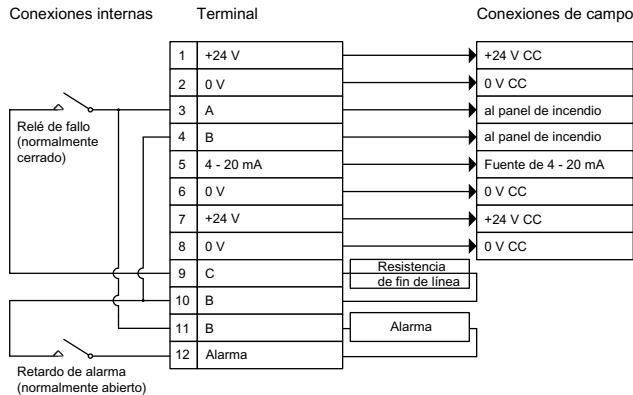 Conexiones internas Terminal Conexiones de campo
1 +24 V +24 V CC
2 0 V 0 V CC
3 A al panel de incendio
4 B al panel de incendio
5 4 - 20 mA Fuente de 4 - 20 mA
6 0 V 0 V CC
7 +24 V +24 V CC
8 0 V 0 V CC
9 C
10 B
11 B
12 Alarma
Relé de fallo
(normalmente
cerrado)
Resistencia
de fin de línea
Alarma
Retardo de alarma
(normalmente abierto)